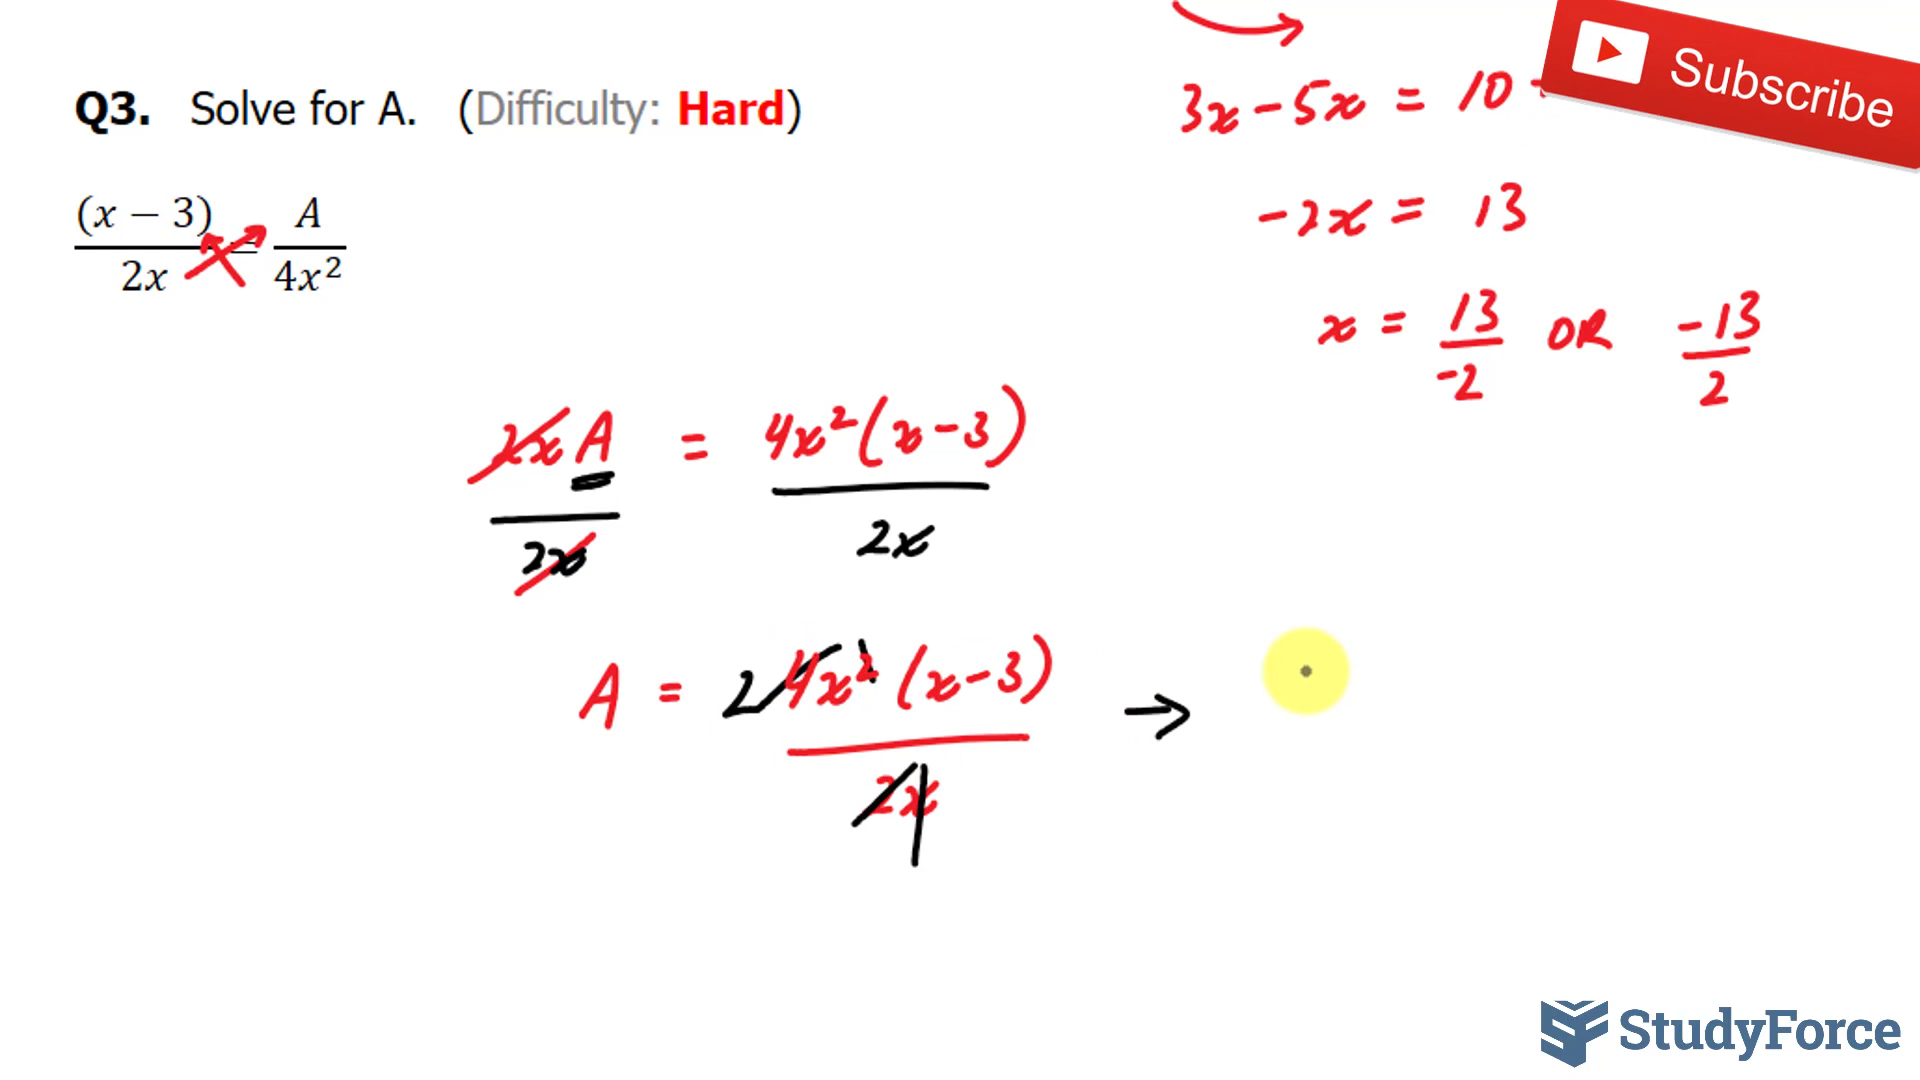 Subscribe
3x - 5x = 10
Q3. Solve for A. (Difficulty: Hard)
-2x = 13
(x − 3)/2x = A/4x²
x = 13/-2 OR -13/2
2xA/2x = 4x²(x-3)/2x
A = 2 4x² 1 (x-3)/2x →
StudyForce